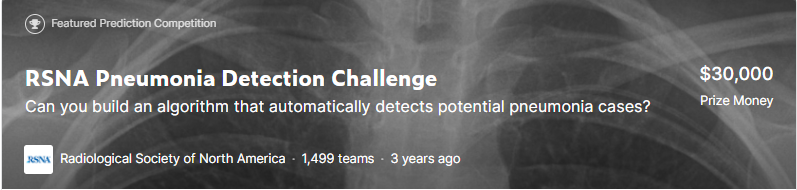 Featured Prediction Competition
RSNA Pneumonia Detection Challenge
$30,000
Can you build an algorithm that automatically detects potential pneumonia cases?
Prize Money
RSNA
Radiological Society of North America · 1,499 teams · 3 years ago